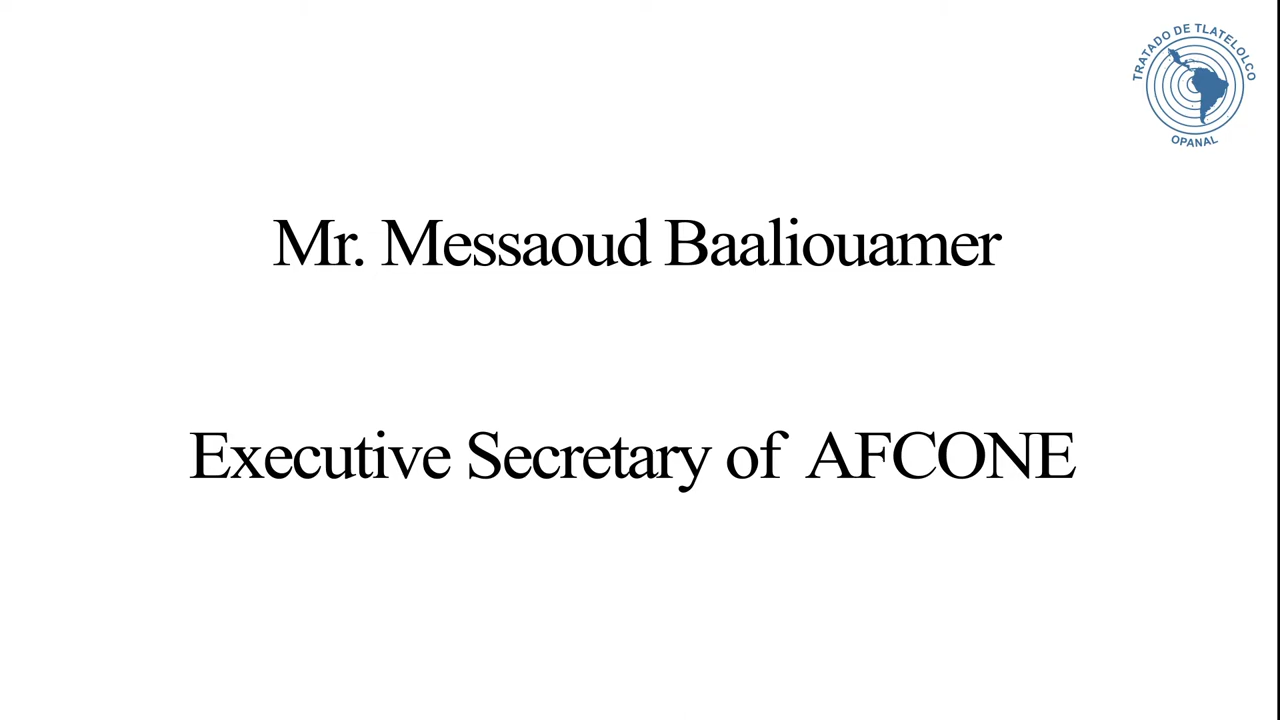 TRATADO DE TLATELOLCO
OPANAL
Mr. Messaoud Baaliouamer
Executive Secretary of AFCONE